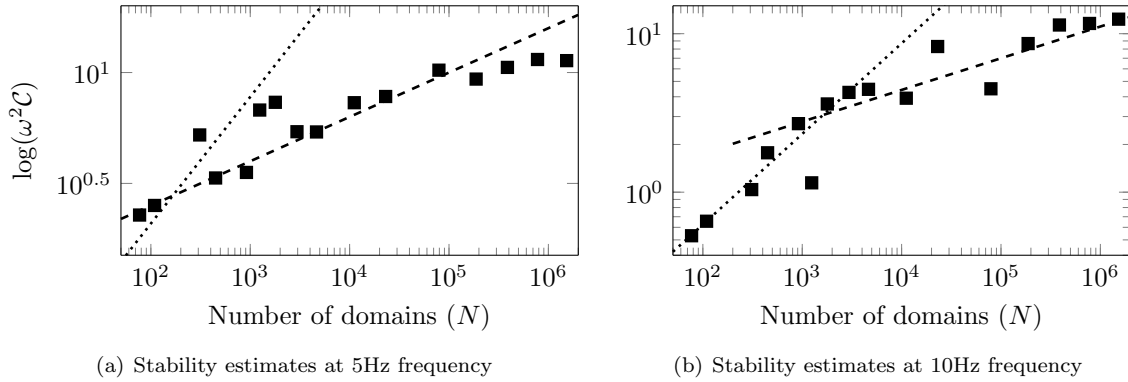 10^1
10^{0.5}
log(ω^2 𝒞)
10^2 10^3 10^4 10^5 10^6
Number of domains (N)
(a) Stability estimates at 5Hz frequency
10^1
10^0
10^2 10^3 10^4 10^5 10^6
Number of domains (N)
(b) Stability estimates at 10Hz frequency